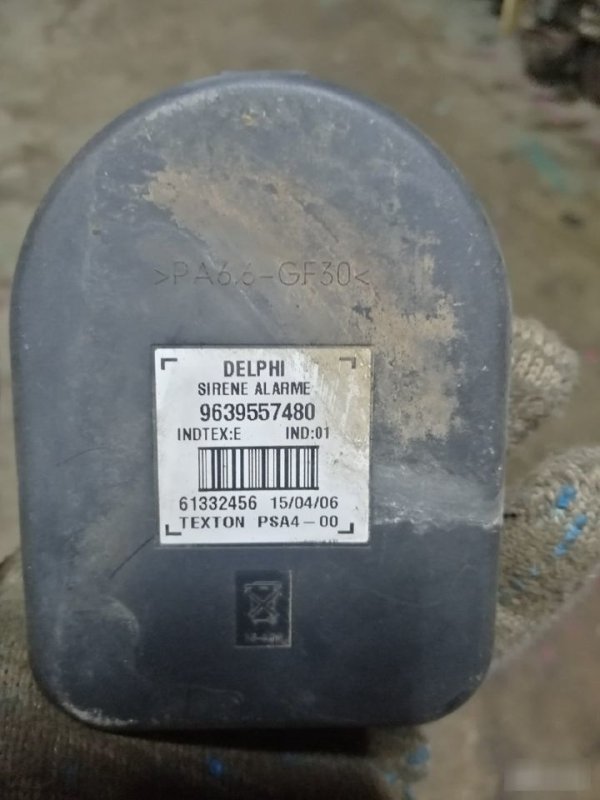 >PA6.6-GF30<
DELPHI
SIRENE ALARME
9639557480
INDTEX:E IND:01
61332456 15/04/06
TEXTON PSA4-00